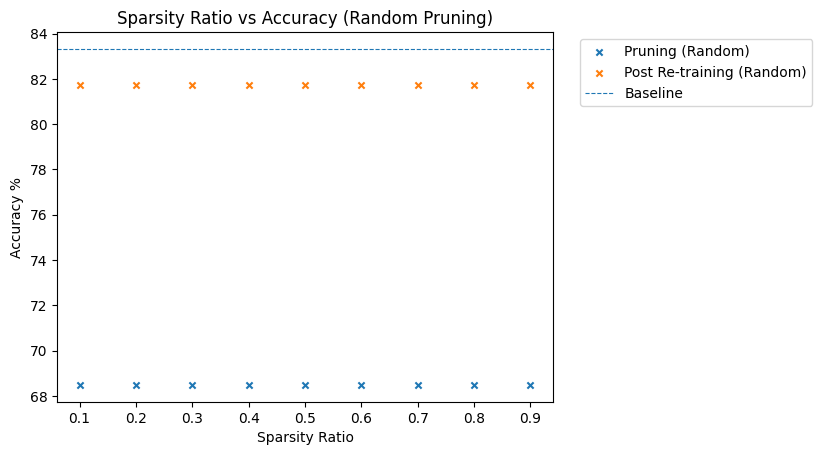 Sparsity Ratio vs Accuracy (Random Pruning)
84
82
80
78
76
74
72
70
68
Accuracy %
0.1 0.2 0.3 0.4 0.5 0.6 0.7 0.8 0.9
Sparsity Ratio
Pruning (Random)
Post Re-training (Random)
Baseline